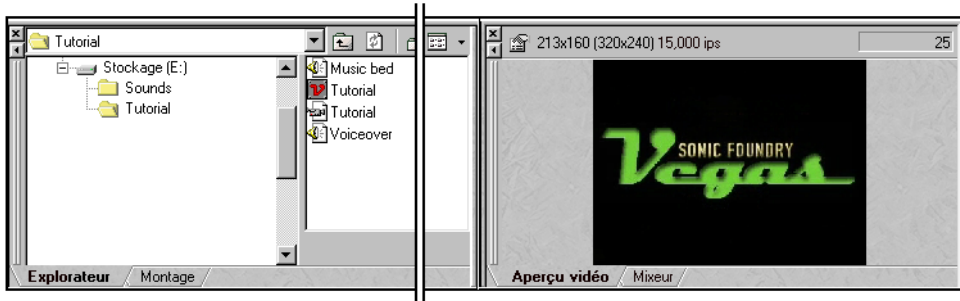 Tutorial
Stockage (E:)
Sounds
Tutorial
Music bed
Tutorial
Tutorial
Voiceover
Explorateur Montage
213x160 (320x240) 15,000 ips 25
SONIC FOUNDRY
Vegas
Aperçu vidéo Mixeur